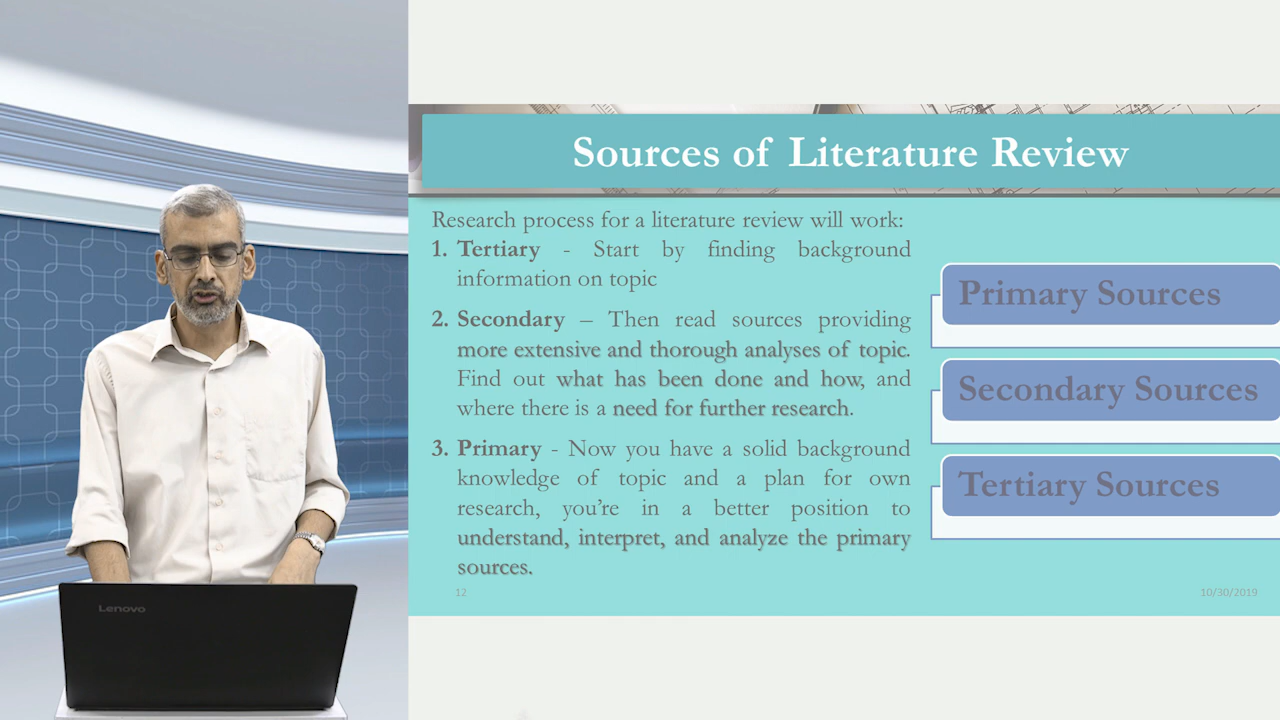 Sources of Literature Review
Research process for a literature review will work:
1. Tertiary - Start by finding background
information on topic
2. Secondary – Then read sources providing
more extensive and thorough analyses of topic.
Find out what has been done and how, and
where there is a need for further research.
3. Primary - Now you have a solid background
knowledge of topic and a plan for own
research, you’re in a better position to
understand, interpret, and analyze the primary
sources.
Primary Sources
Secondary Sources
Tertiary Sources
12
10/30/2019
Lenovo